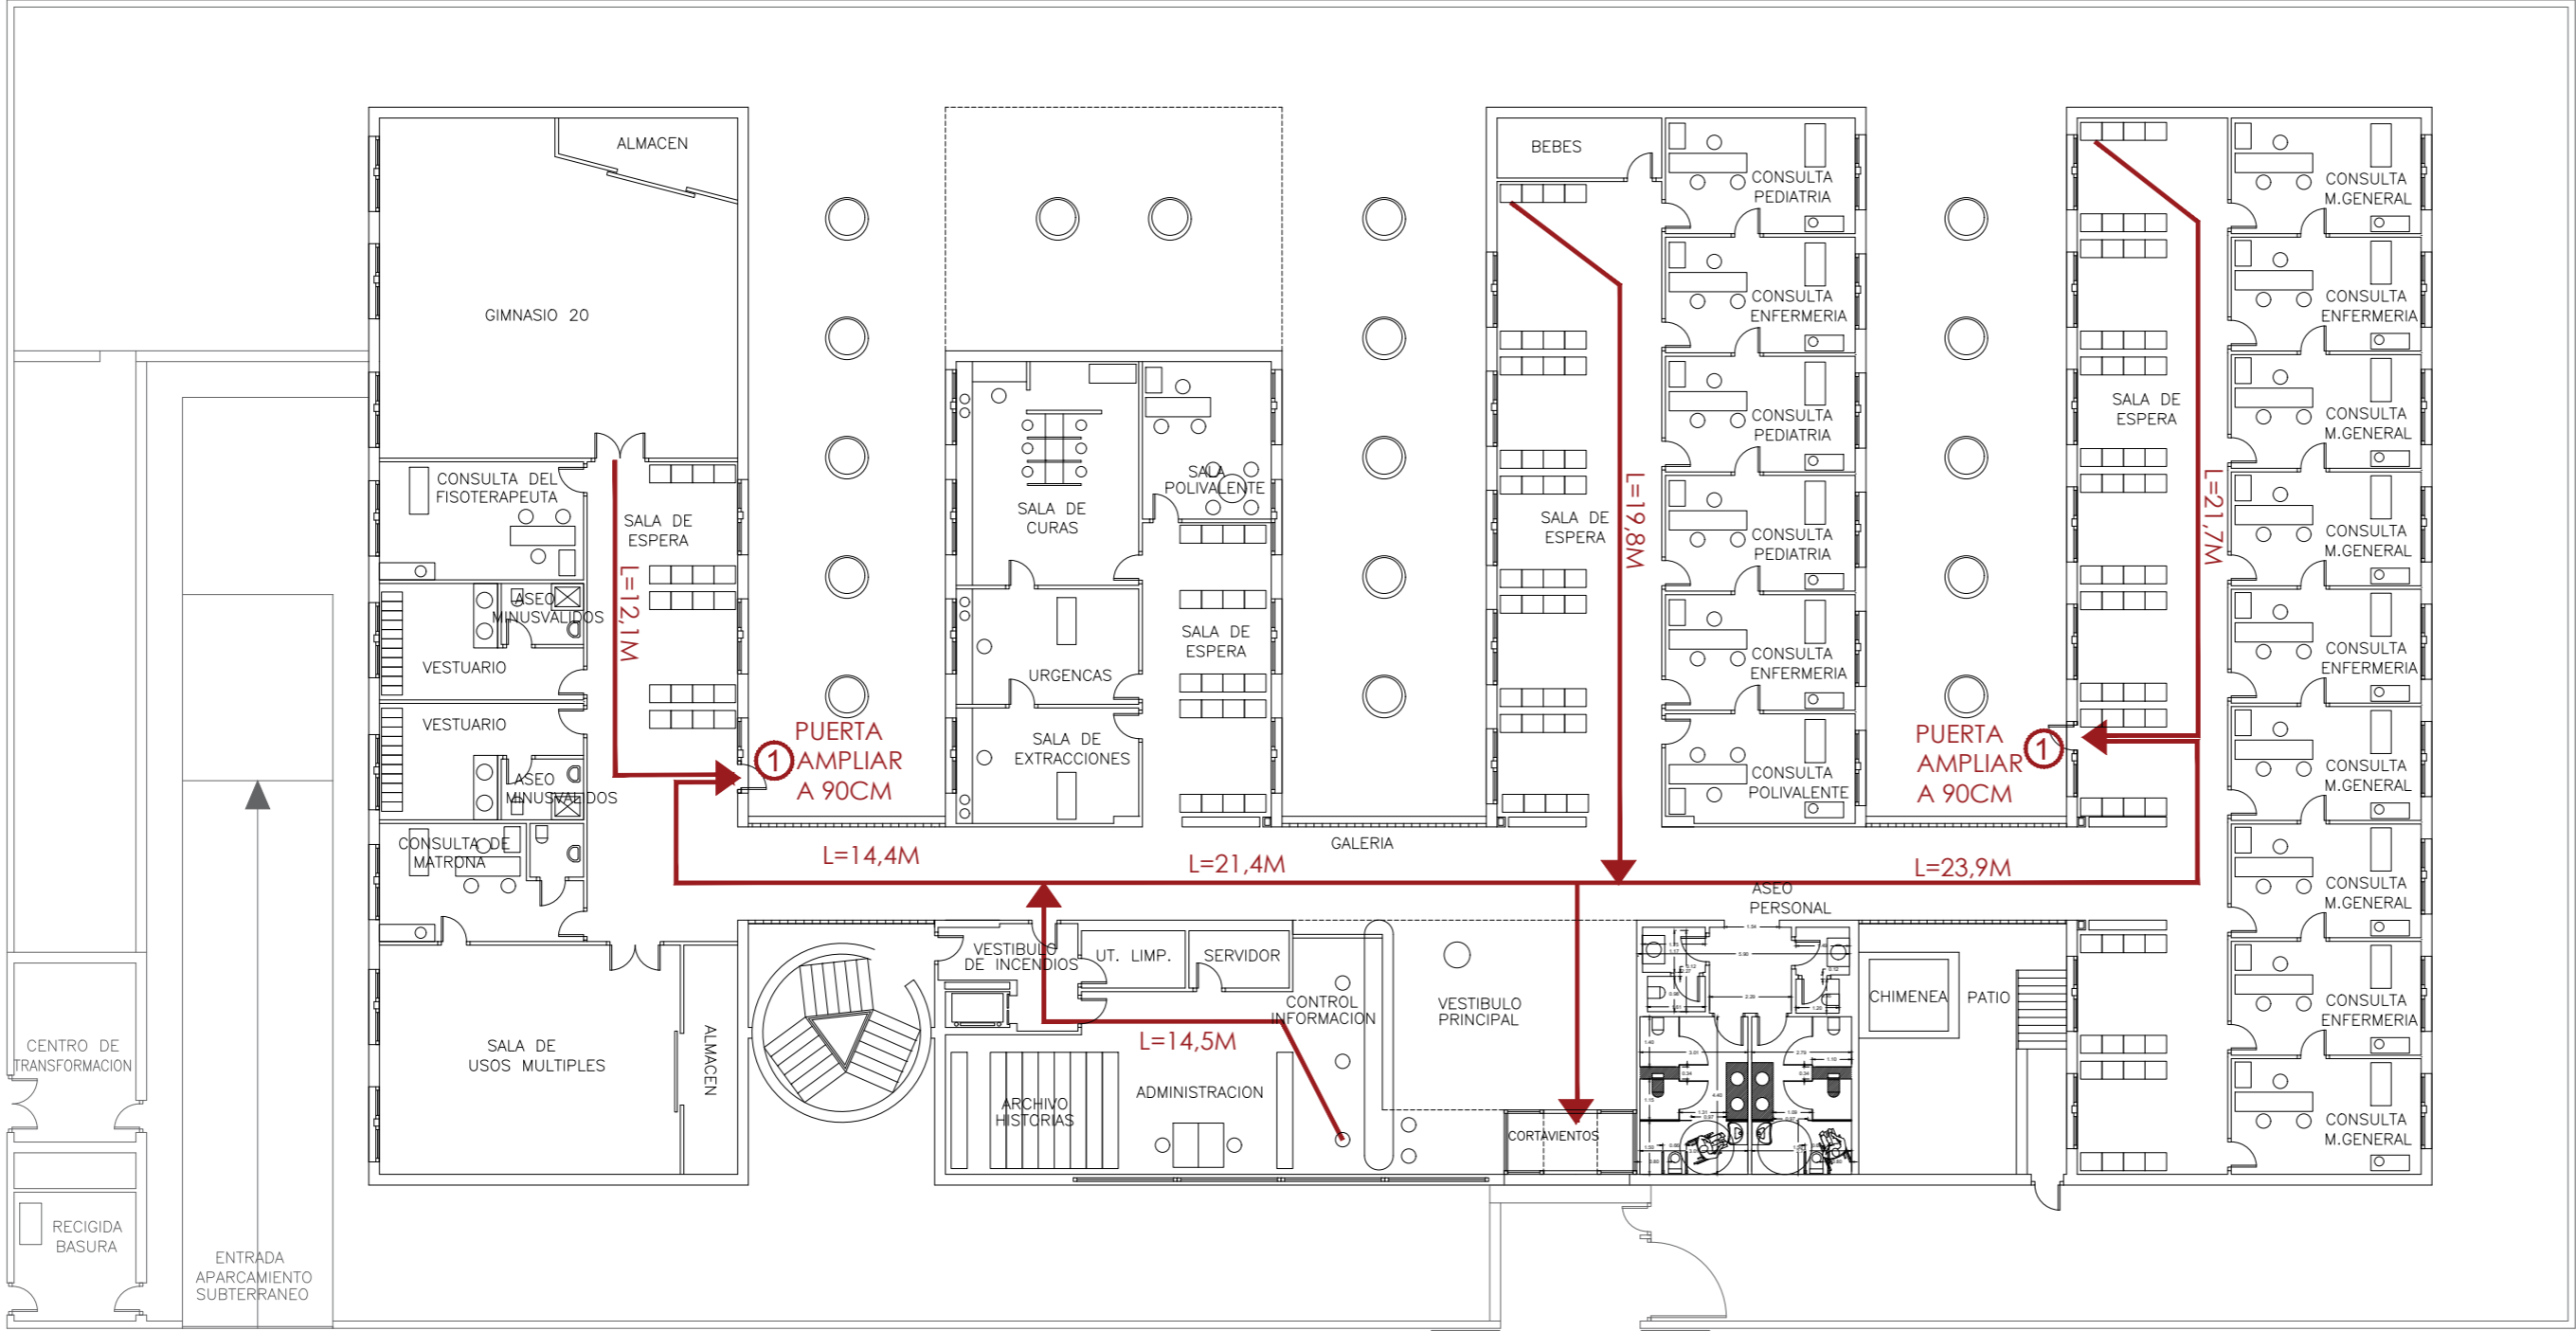 ALMACEN
BEBES
CONSULTA
PEDIATRIA
CONSULTA
M.GENERAL
GIMNASIO 20
CONSULTA
ENFERMERIA
CONSULTA
ENFERMERIA
CONSULTA
PEDIATRIA
SALA DE
ESPERA
CONSULTA
M.GENERAL
CONSULTA DEL
FISOTERAPEUTA
SALA DE
ESPERA
L=12,1M
SALA DE
CURAS
SALA
POLIVALENTE
SALA DE
ESPERA
L=19,8M
CONSULTA
PEDIATRIA
L=21,7M
CONSULTA
M.GENERAL
ASEO
MINUSVALIDOS
VESTUARIO
URGENCAS
SALA DE
ESPERA
CONSULTA
ENFERMERIA
CONSULTA
ENFERMERIA
VESTUARIO
ASEO
MINUSVALIDOS
1
PUERTA
AMPLIAR
A 90CM
SALA DE
EXTRACCIONES
CONSULTA
POLIVALENTE
PUERTA
AMPLIAR
A 90CM
1
CONSULTA
M.GENERAL
CONSULTA DE
MATRONA
L=14,4M
L=21,4M
GALERIA
L=23,9M
CONSULTA
M.GENERAL
ASEO
PERSONAL
VESTIBULO
DE INCENDIOS
UT. LIMP.
SERVIDOR
CONTROL
INFORMACION
VESTIBULO
PRINCIPAL
CHIMENEA
PATIO
CONSULTA
ENFERMERIA
CENTRO DE
TRANSFORMACION
SALA DE
USOS MULTIPLES
ALMACEN
L=14,5M
ARCHIVO
HISTORIAS
ADMINISTRACION
CORTAVIENTOS
CONSULTA
M.GENERAL
RECIGIDA
BASURA
ENTRADA
APARCAMIENTO
SUBTERRANEO